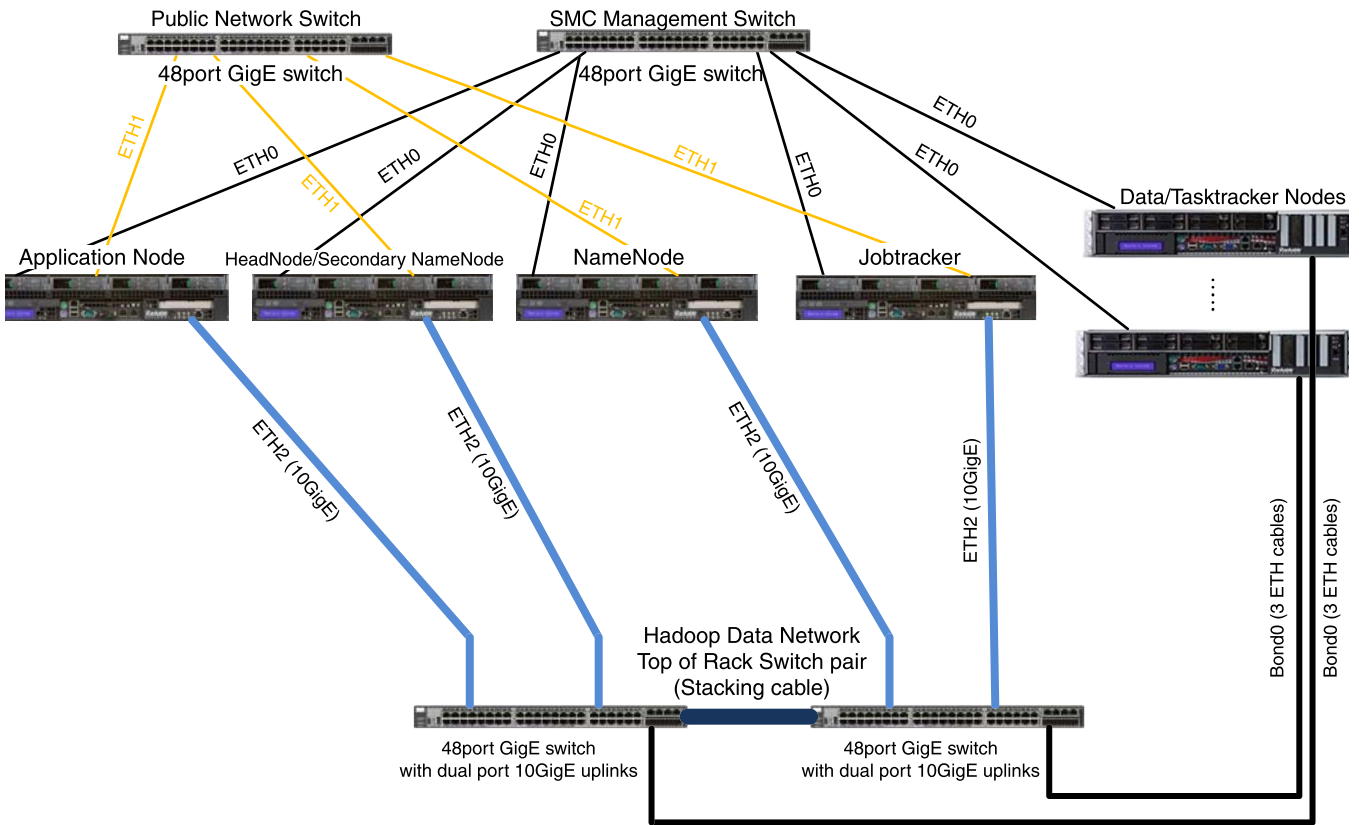 Public Network Switch
SMC Management Switch
48port GigE switch
48port GigE switch
ETH1
ETH0
ETH1
ETH0
ETH0
ETH1
ETH1
ETH0
ETH0
ETH0
Data/Tasktracker Nodes
Application Node
HeadNode/Secondary NameNode
NameNode
Jobtracker
ETH2 (10GigE)
ETH2 (10GigE)
ETH2 (10GigE)
ETH2 (10GigE)
Bond0 (3 ETH cables)
Bond0 (3 ETH cables)
Hadoop Data Network
Top of Rack Switch pair
(Stacking cable)
48port GigE switch
with dual port 10GigE uplinks
48port GigE switch
with dual port 10GigE uplinks